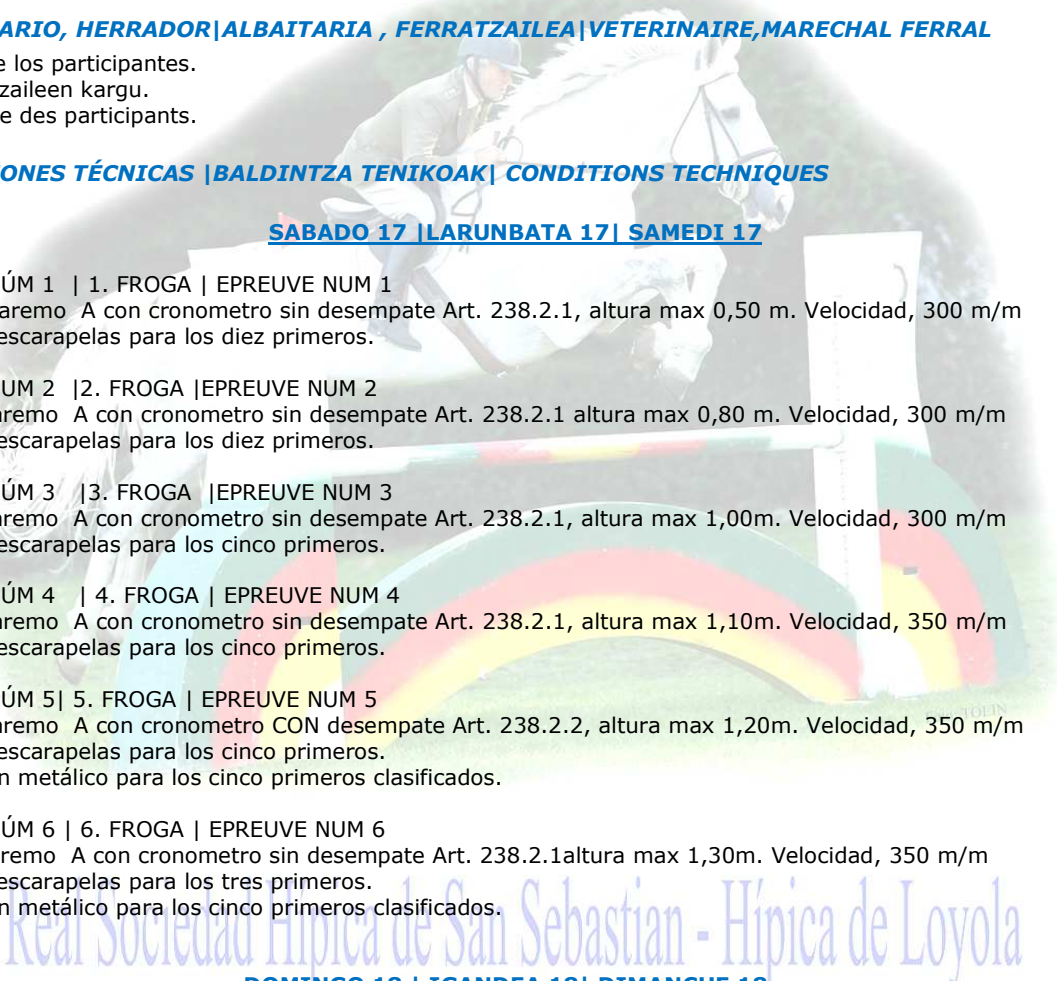 ARIO, HERRADOR|ALBAITARIA , FERRATZAILEA|VETERINAIRE,MARECHAL FERRAL
e los participantes.
zaileen kargu.
e des participants.
ONES TÉCNICAS |BALDINTZA TENIKOAK| CONDITIONS TECHNIQUES
SABADO 17 |LARUNBATA 17| SAMEDI 17
ÚM 1 | 1. FROGA | EPREUVE NUM 1
aremo A con cronometro sin desempate Art. 238.2.1, altura max 0,50 m. Velocidad, 300 m/m
escarapelas para los diez primeros.
UM 2 |2. FROGA |EPREUVE NUM 2
aremo A con cronometro sin desempate Art. 238.2.1 altura max 0,80 m. Velocidad, 300 m/m
escarapelas para los diez primeros.
ÚM 3 |3. FROGA |EPREUVE NUM 3
aremo A con cronometro sin desempate Art. 238.2.1, altura max 1,00m. Velocidad, 300 m/m
escarapelas para los cinco primeros.
ÚM 4 | 4. FROGA | EPREUVE NUM 4
aremo A con cronometro sin desempate Art. 238.2.1, altura max 1,10m. Velocidad, 350 m/m
escarapelas para los cinco primeros.
ÚM 5| 5. FROGA | EPREUVE NUM 5
aremo A con cronometro CON desempate Art. 238.2.2, altura max 1,20m. Velocidad, 350 m/m
escarapelas para los cinco primeros.
n metálico para los cinco primeros clasificados.
ÚM 6 | 6. FROGA | EPREUVE NUM 6
remo A con cronometro sin desempate Art. 238.2.1altura max 1,30m. Velocidad, 350 m/m
escarapelas para los tres primeros.
n metálico para los cinco primeros clasificados.
Real Sociedad Hípica de San Sebastian - Hípica de Loyola
DOMINGO 18 | IGANDEA 18| DIMANCHE 18